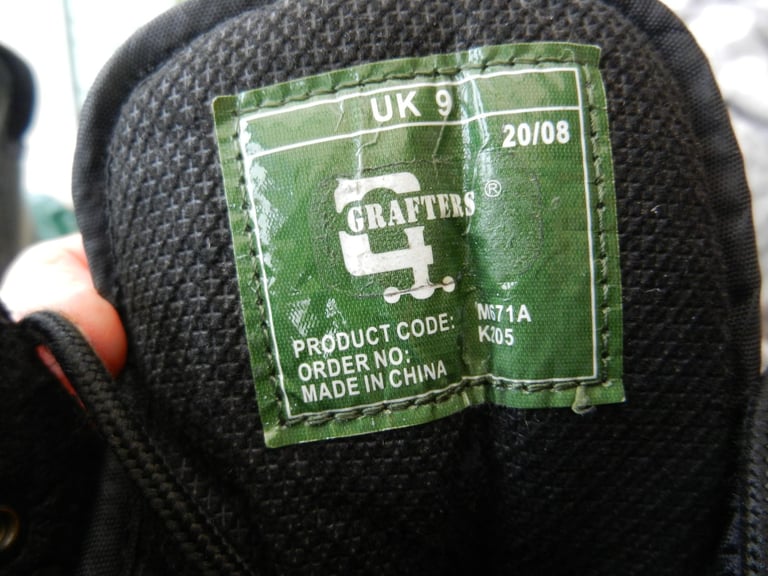 UK 9
20/08
GRAFTERS ®
PRODUCT CODE: M671A
ORDER NO: K205
MADE IN CHINA